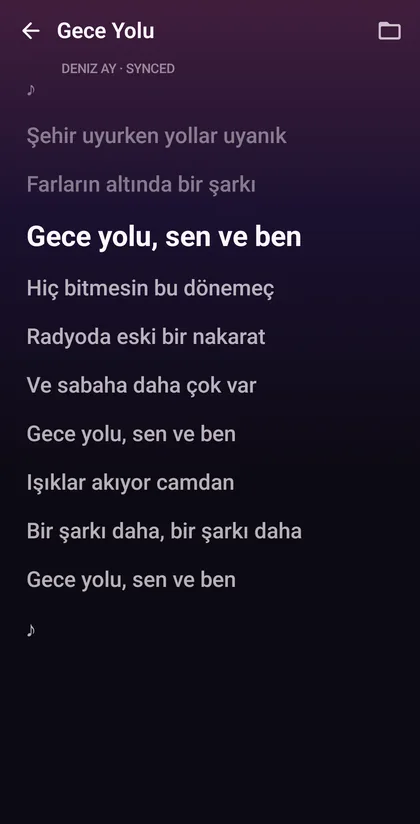 Gece Yolu
DENIZ AY · SYNCED
♪
Şehir uyurken yollar uyanık
Farların altında bir şarkı
Gece yolu, sen ve ben
Hiç bitmesin bu dönemeç
Radyoda eski bir nakarat
Ve sabaha daha çok var
Gece yolu, sen ve ben
Işıklar akıyor camdan
Bir şarkı daha, bir şarkı daha
Gece yolu, sen ve ben
♪